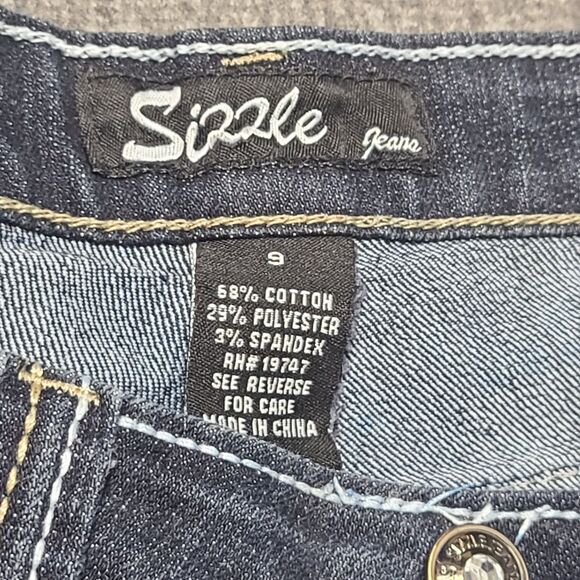 Sizzle Jeans
9
68% COTTON
29% POLYESTER
3% SPANDEX
RN# 19747
SEE REVERSE
FOR CARE
MADE IN CHINA